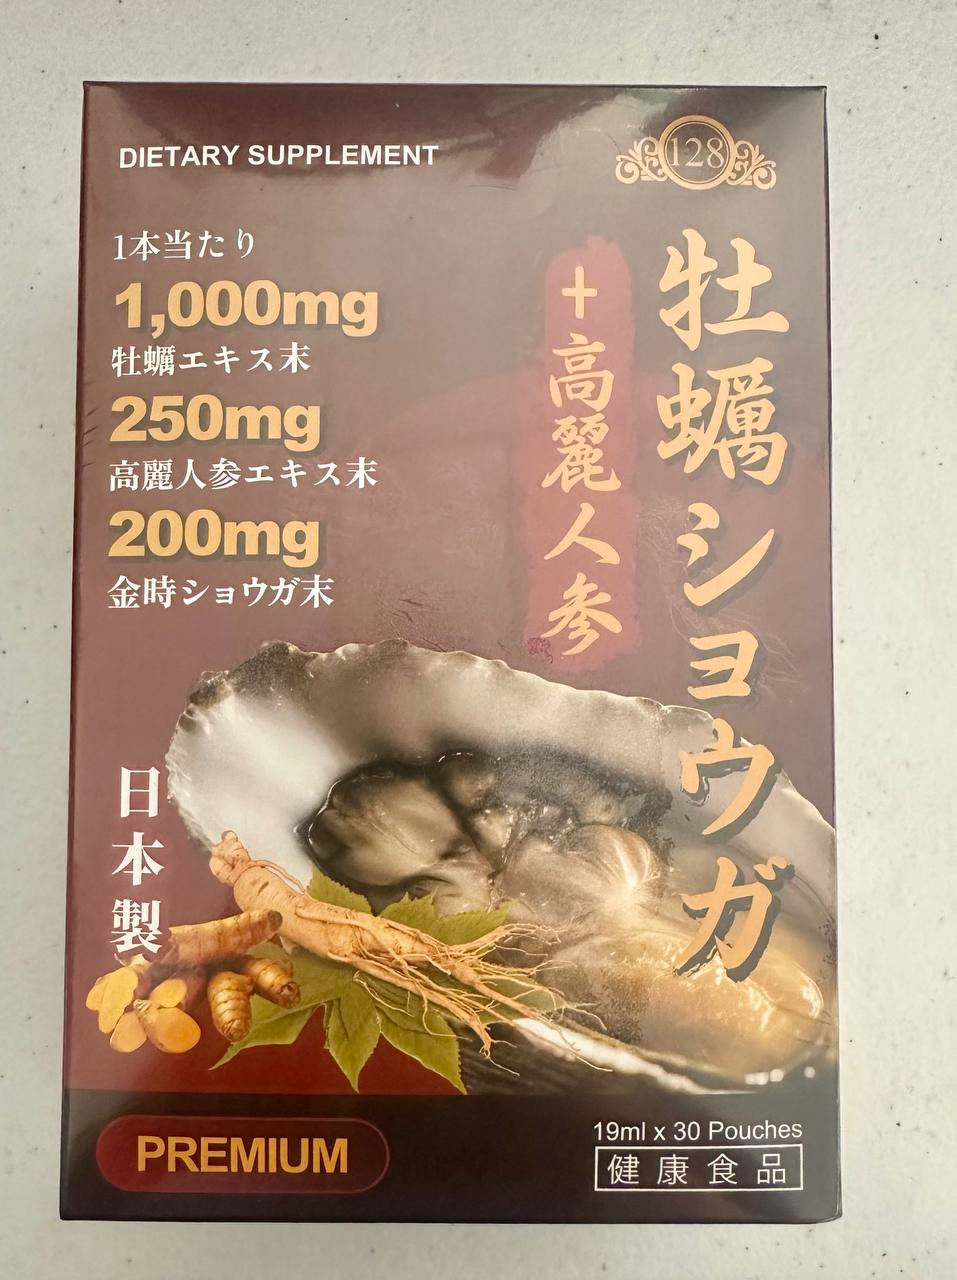 DIETARY SUPPLEMENT
128
1本当たり
1,000mg
牡蠣エキス末
250mg
高麗人参エキス末
200mg
金時ショウガ末
牡蠣ショウガ
+高麗人参
日本製
PREMIUM
19ml x 30 Pouches
健康食品